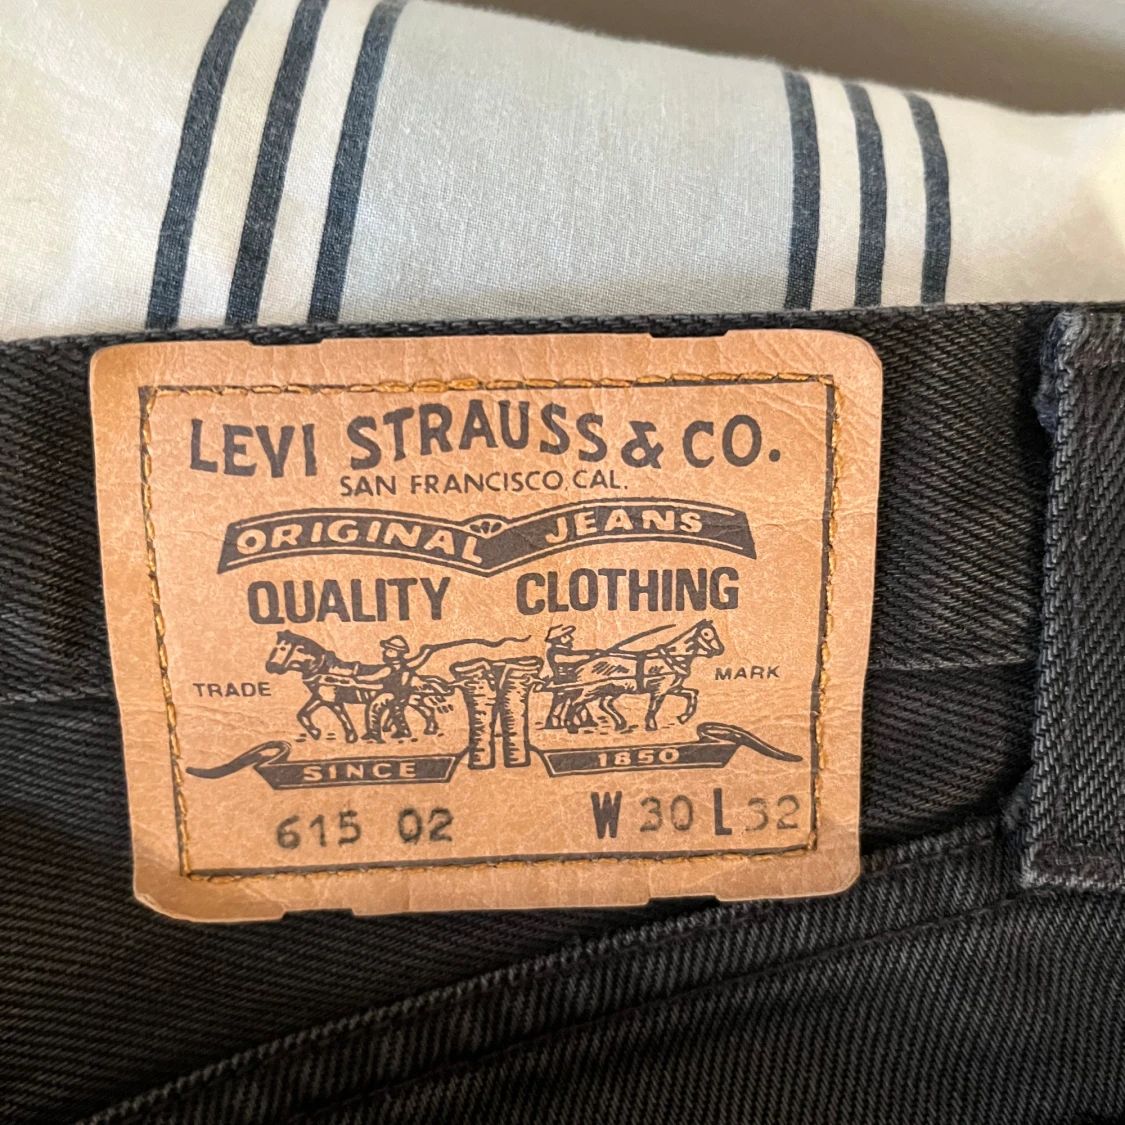 LEVI STRAUSS & CO.
SAN FRANCISCO, CAL.
ORIGINAL JEANS
QUALITY CLOTHING
TRADE MARK
SINCE 1850
615 02 W 30 L 32